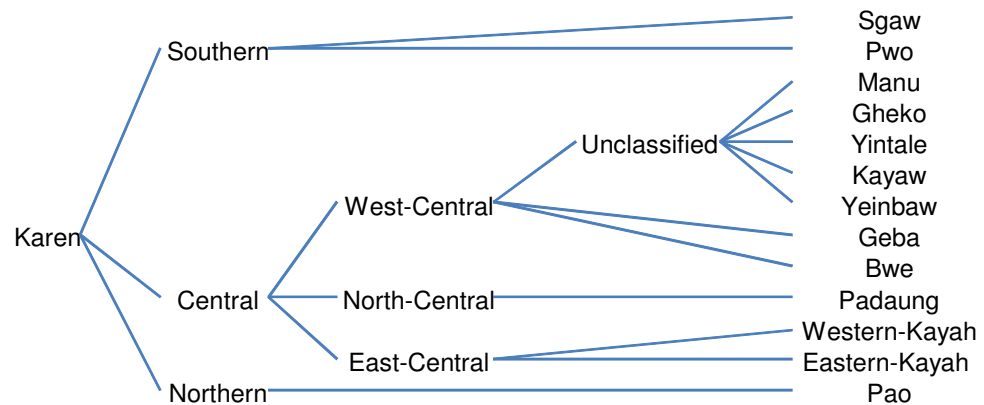 Sgaw
Southern
Pwo
Manu
Gheko
Unclassified
Yintale
Kayaw
West-Central
Yeinbaw
Karen
Geba
Bwe
Central
North-Central
Padaung
Western-Kayah
East-Central
Eastern-Kayah
Northern
Pao